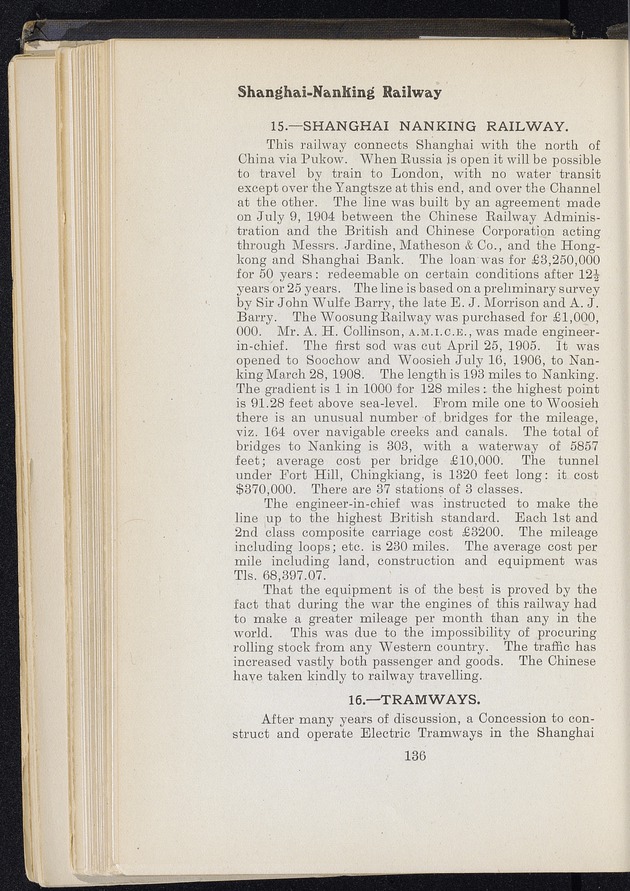 Shanghai-Nanking Railway
15.—SHANGHAI NANKING RAILWAY.
This railway connects Shanghai with the north of
China via Pukow. When Russia is open it will be possible
to travel by train to London, with no water transit
except over the Yangtsze at this end, and over the Channel
at the other. The line was built by an agreement made
on July 9, 1904 between the Chinese Railway Adminis-
tration and the British and Chinese Corporation acting
through Messrs. Jardine, Matheson & Co., and the Hong-
kong and Shanghai Bank. The loan was for £3,250,000
for 50 years: redeemable on certain conditions after 12½
years or 25 years. The line is based on a preliminary survey
by Sir John Wulfe Barry, the late E. J. Morrison and A. J.
Barry. The Woosung Railway was purchased for £1,000,
000. Mr. A. H. Collinson, A.M.I.C.E., was made engineer-
in-chief. The first sod was cut April 25, 1905. It was
opened to Soochow and Woosieh July 16, 1906, to Nan-
king March 28, 1908. The length is 193 miles to Nanking.
The gradient is 1 in 1000 for 128 miles: the highest point
is 91.28 feet above sea-level. From mile one to Woosieh
there is an unusual number of bridges for the mileage,
viz. 164 over navigable creeks and canals. The total of
bridges to Nanking is 303, with a waterway of 5857
feet; average cost per bridge £10,000. The tunnel
under Fort Hill, Chingkiang, is 1320 feet long: it cost
$370,000. There are 37 stations of 3 classes.
The engineer-in-chief was instructed to make the
line up to the highest British standard. Each 1st and
2nd class composite carriage cost £3200. The mileage
including loops; etc. is 230 miles. The average cost per
mile including land, construction and equipment was
Tls. 68,397.07.
That the equipment is of the best is proved by the
fact that during the war the engines of this railway had
to make a greater mileage per month than any in the
world. This was due to the impossibility of procuring
rolling stock from any Western country. The traffic has
increased vastly both passenger and goods. The Chinese
have taken kindly to railway travelling.
16.—TRAMWAYS.
After many years of discussion, a Concession to con-
struct and operate Electric Tramways in the Shanghai
136